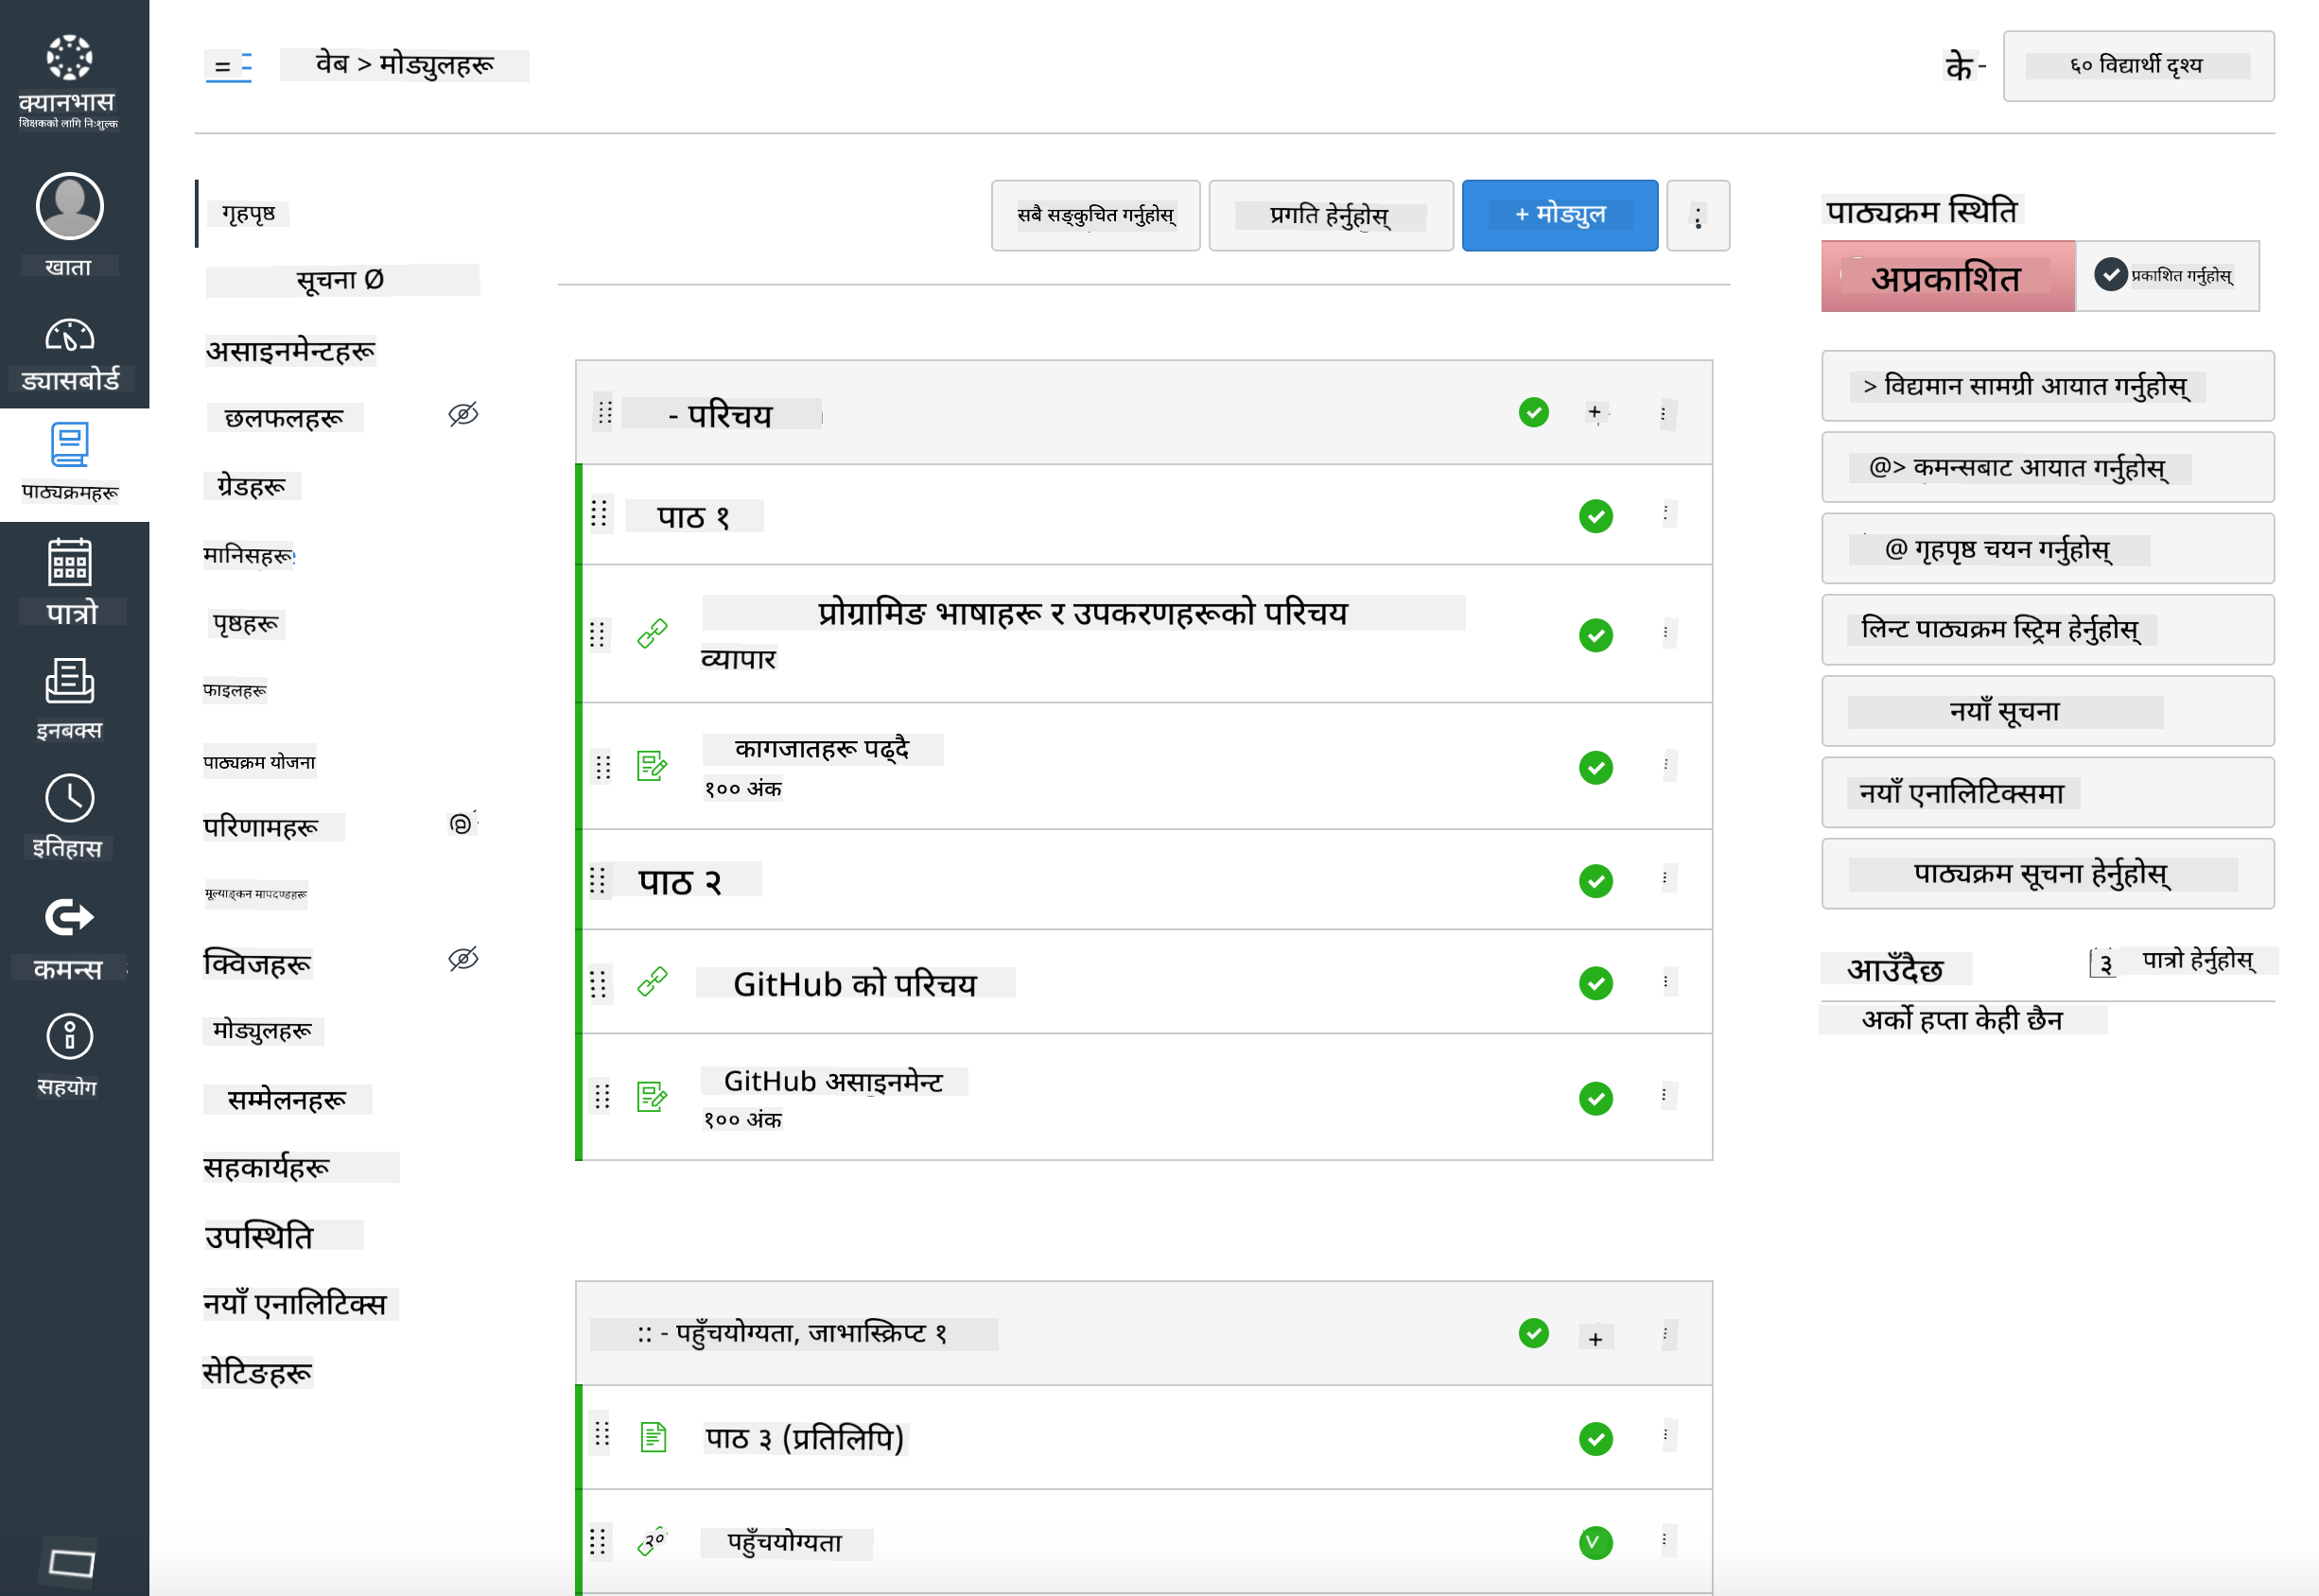 क्यानभास
शिक्षकको लागि निःशुल्क
खाता
ड्यासबोर्ड
पाठ्यक्रमहरू
पात्रो
इनबक्स
इतिहास
कमन्स
सहयोग
= वेब > मोड्युलहरू
के
६० विद्यार्थी दृश्य
गृहपृष्ठ
सूचना Ø
असाइनमेन्टहरू
छलफलहरू
ग्रेडहरू
मानिसहरू
पृष्ठहरू
फाइलहरू
पाठ्यक्रम योजना
परिणामहरू @
मूल्याङ्कन मापदण्डहरू
क्विजहरू
मोड्युलहरू
सम्मेलनहरू
सहकार्यहरू
उपस्थिति
नयाँ एनालिटिक्स
सेटिङहरू
सबै सङ्कुचित गर्नुहोस्
प्रगति हेर्नुहोस्
+ मोड्युल
- परिचय
पाठ १
प्रोग्रामिङ भाषाहरू र उपकरणहरूको परिचय
व्यापार
कागजातहरू पढ्दै
१०० अंक
पाठ २
GitHub को परिचय
GitHub असाइनमेन्ट
१०० अंक
:: - पहुँचयोग्यता, जाभास्क्रिप्ट १
पाठ ३ (प्रतिलिपि)
पहुँचयोग्यता
पाठ्यक्रम स्थिति
अप्रकाशित
प्रकाशित गर्नुहोस्
> विद्यमान सामग्री आयात गर्नुहोस्
@> कमन्सबाट आयात गर्नुहोस्
@ गृहपृष्ठ चयन गर्नुहोस्
लिन्ट पाठ्यक्रम स्ट्रिम हेर्नुहोस्
नयाँ सूचना
नयाँ एनालिटिक्समा
पाठ्यक्रम सूचना हेर्नुहोस्
आउँदैछ
३ पात्रो हेर्नुहोस्
अर्को हप्ता केही छैन